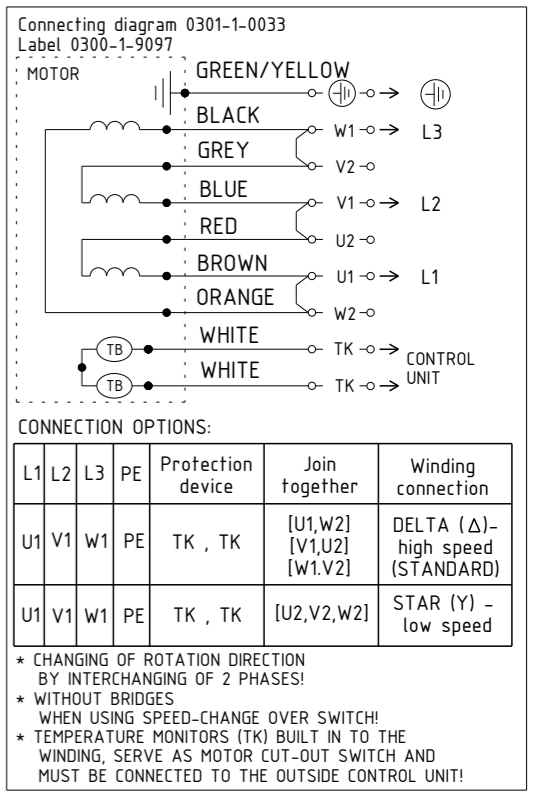 Connecting diagram 0301-1-0033
Label 0300-1-9097
MOTOR
GREEN/YELLOW
BLACK
W1
L3
GREY
V2
BLUE
V1
L2
RED
U2
BROWN
U1
L1
ORANGE
W2
WHITE
TB
TK
CONTROL
UNIT
WHITE
TB
TK
CONNECTION OPTIONS:
L1 L2 L3 PE Protection device Join together Winding connection
U1 V1 W1 PE TK , TK [U1,W2] [V1,U2] [W1.V2] DELTA (Δ)- high speed (STANDARD)
U1 V1 W1 PE TK , TK [U2,V2,W2] STAR (Y) - low speed
* CHANGING OF ROTATION DIRECTION
BY INTERCHANGING OF 2 PHASES!
* WITHOUT BRIDGES
WHEN USING SPEED-CHANGE OVER SWITCH!
* TEMPERATURE MONITORS (TK) BUILT IN TO THE
WINDING, SERVE AS MOTOR CUT-OUT SWITCH AND
MUST BE CONNECTED TO THE OUTSIDE CONTROL UNIT!